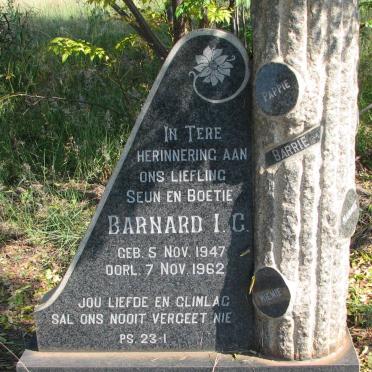 IN TERE
HERINNERING AAN
ONS LIEFLING
SEUN EN BOETIE
BARNARD I. G.
GEB. 5 NOV. 1947
OORL. 7 NOV. 1962
JOU LIEFDE EN GLIMLAG
SAL ONS NOOIT VERGEET NIE
PS. 23-1
PAPPIE
BARRIE